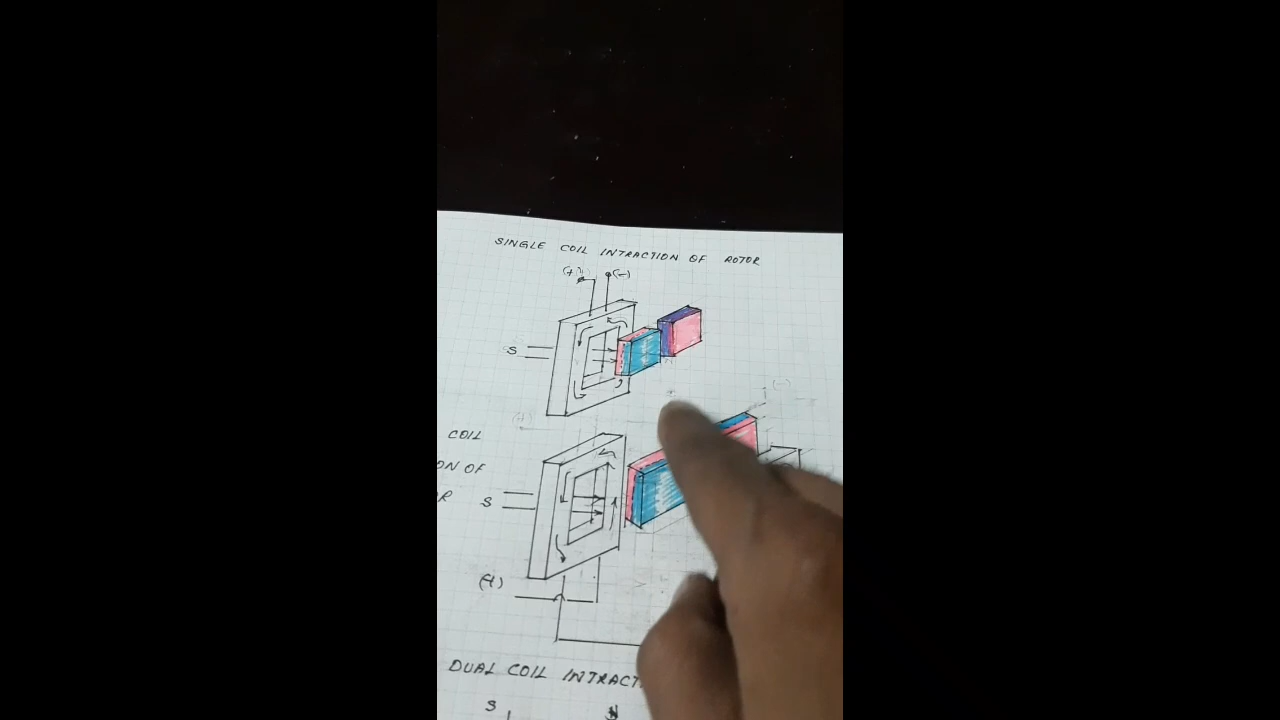 SINGLE COIL INTRACTION OF ROTOR
(+) (-)
S
N
(-)
(+)
COIL
ON OF
R
S
(+)
DUAL COIL INTRACT
S N